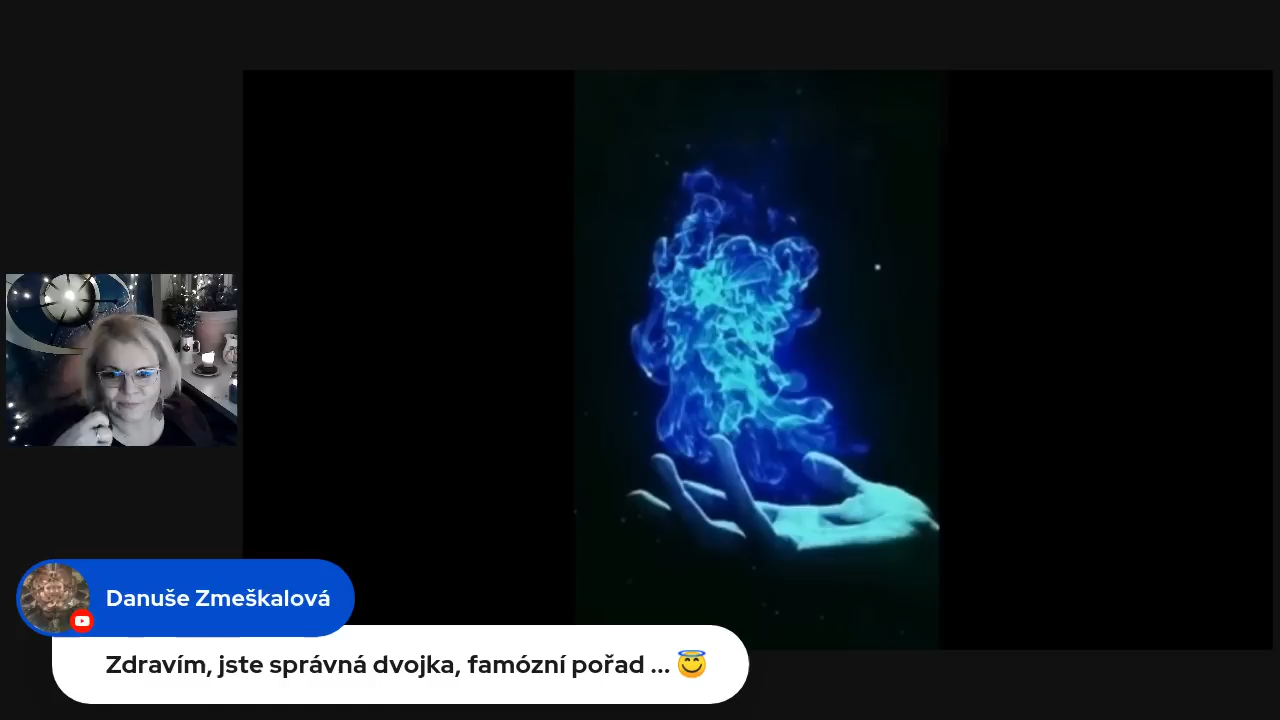 Danuše Zmeškalová
Zdravím, jste správná dvojka, famózní pořad ... 😇